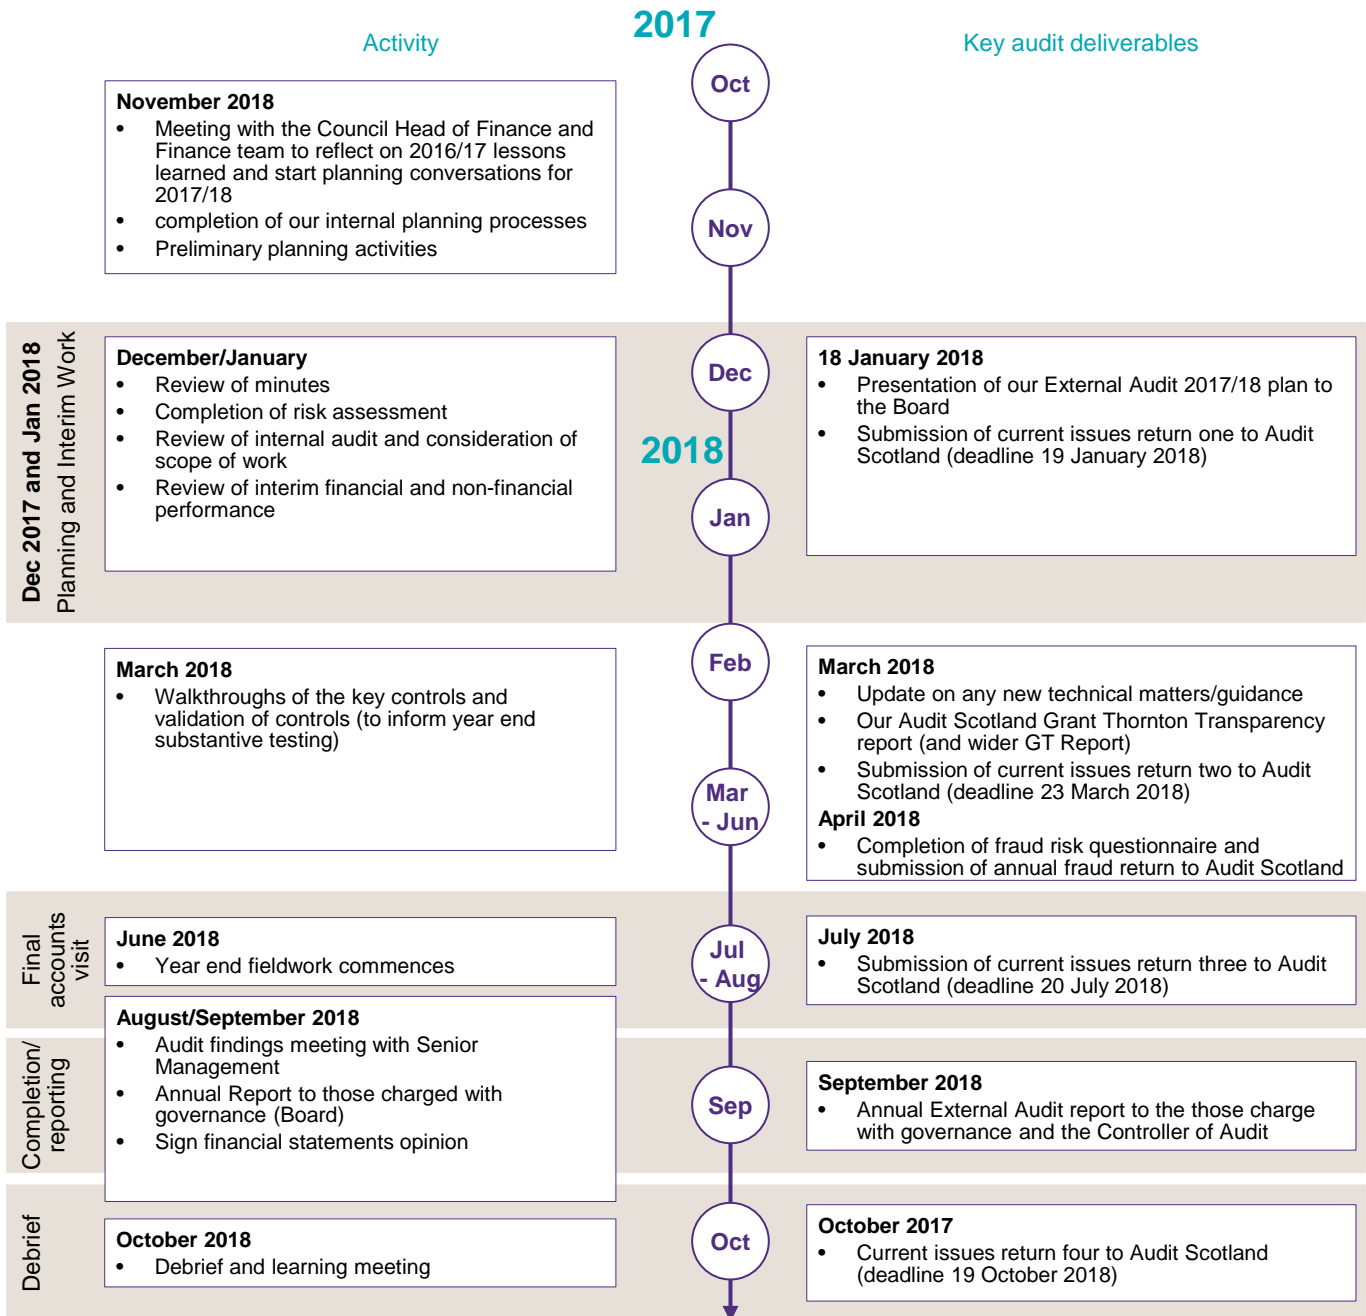 2017
Activity
Key audit deliverables
Oct
November 2018
• Meeting with the Council Head of Finance and
Finance team to reflect on 2016/17 lessons
learned and start planning conversations for
2017/18
• completion of our internal planning processes
• Preliminary planning activities
Nov
Dec 2017 and Jan 2018
Planning and Interim Work
December/January
• Review of minutes
• Completion of risk assessment
• Review of internal audit and consideration of
scope of work
• Review of interim financial and non-financial
performance
Dec
2018
Jan
18 January 2018
• Presentation of our External Audit 2017/18 plan to
the Board
• Submission of current issues return one to Audit
Scotland (deadline 19 January 2018)
Feb
March 2018
• Walkthroughs of the key controls and
validation of controls (to inform year end
substantive testing)
Mar
- Jun
March 2018
• Update on any new technical matters/guidance
• Our Audit Scotland Grant Thornton Transparency
report (and wider GT Report)
• Submission of current issues return two to Audit
Scotland (deadline 23 March 2018)
April 2018
• Completion of fraud risk questionnaire and
submission of annual fraud return to Audit Scotland
Final
accounts
visit
June 2018
• Year end fieldwork commences
Jul
- Aug
July 2018
• Submission of current issues return three to Audit
Scotland (deadline 20 July 2018)
Completion/
reporting
August/September 2018
• Audit findings meeting with Senior
Management
• Annual Report to those charged with
governance (Board)
• Sign financial statements opinion
Sep
September 2018
• Annual External Audit report to the those charge
with governance and the Controller of Audit
Debrief
October 2018
• Debrief and learning meeting
Oct
October 2017
• Current issues return four to Audit Scotland
(deadline 19 October 2018)